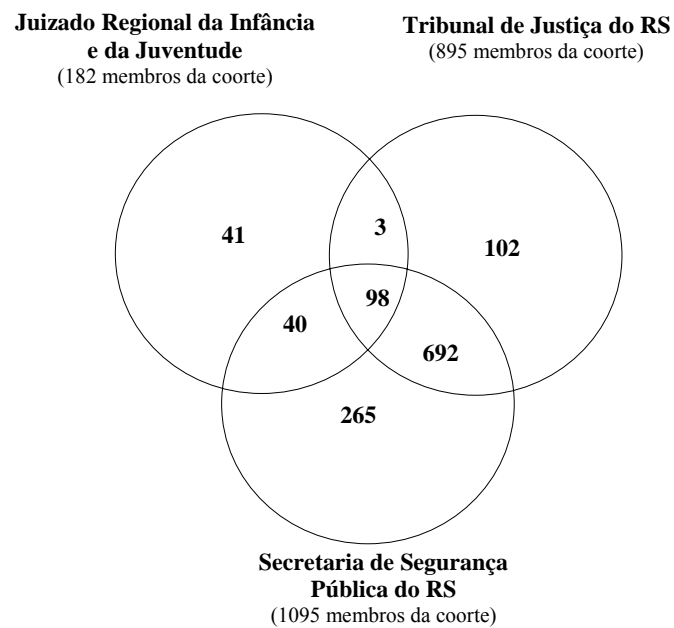 Juizado Regional da Infância
e da Juventude
(182 membros da coorte)
Tribunal de Justiça do RS
(895 membros da coorte)
41
3
102
98
40
692
265
Secretaria de Segurança
Pública do RS
(1095 membros da coorte)